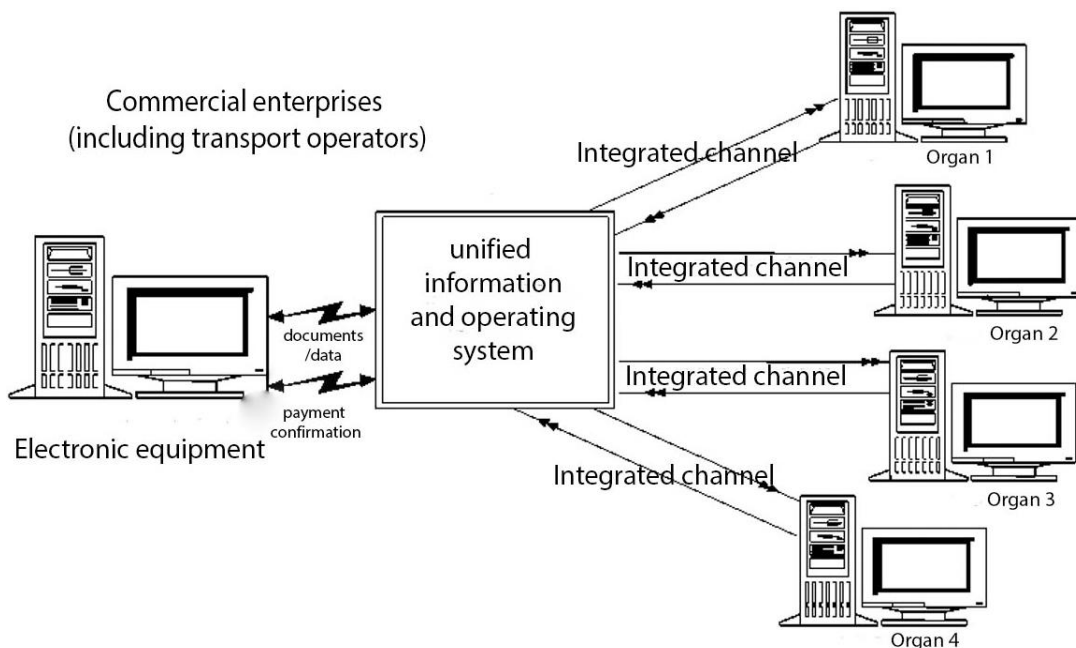 Commercial enterprises
(including transport operators)
Integrated channel
Organ 1
unified
information
and operating
system
Integrated channel
Organ 2
documents
/data
Integrated channel
payment
confirmation
Electronic equipment
Integrated channel
Organ 3
Organ 4